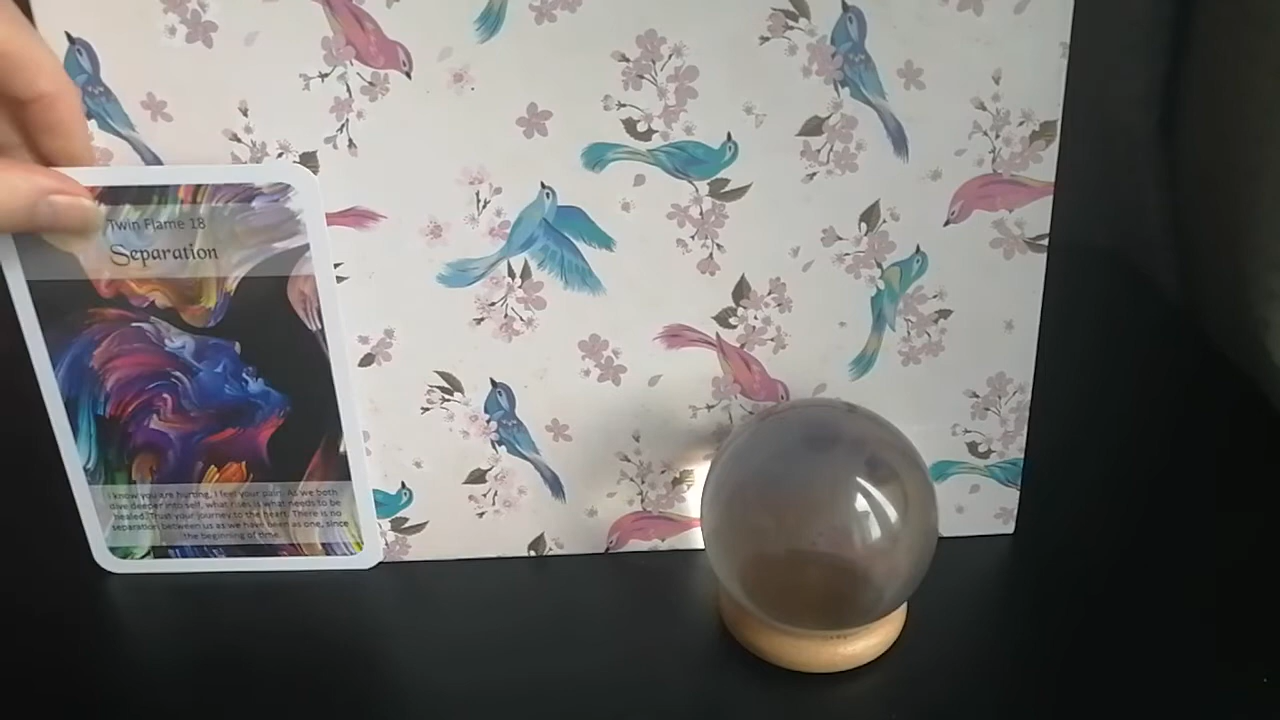 Twin Flame 18
Separation
I know you are hurting, I feel your pain. As we both
dive deeper into self, what rises is what needs to be
healed. Trust your journey to the heart. There is no
separation between us as we have been as one, since
the beginning of time.